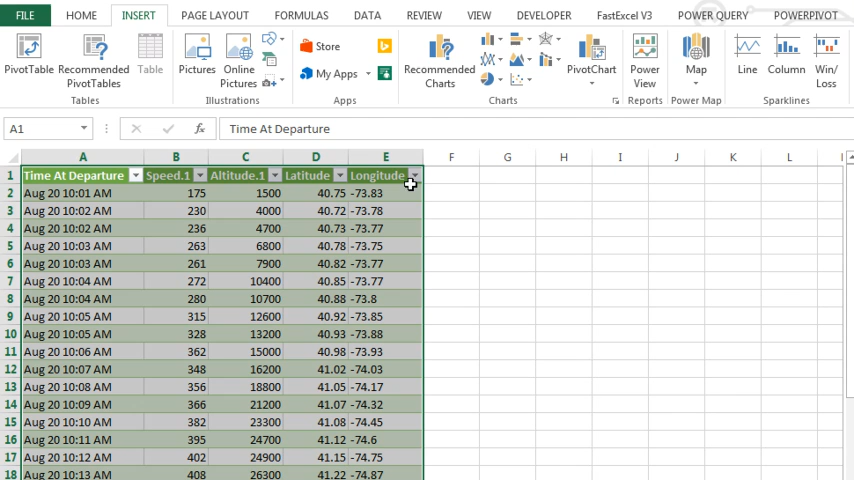 FILE HOME INSERT PAGE LAYOUT FORMULAS DATA REVIEW VIEW DEVELOPER FastExcel V3 POWER QUERY POWERPIVOT
PivotTable Recommended PivotTables Table Pictures Online Pictures Store My Apps Recommended Charts PivotChart Power View Map Line Column Win/ Loss
Tables Illustrations Apps Charts Reports Power Map Sparklines
A1 fx Time At Departure
A B C D E F G H I J K L
1 Time At Departure Speed.1 Altitude.1 Latitude Longitude
2 Aug 20 10:01 AM 175 1500 40.75 -73.83
3 Aug 20 10:02 AM 230 4000 40.72 -73.78
4 Aug 20 10:02 AM 236 4700 40.73 -73.77
5 Aug 20 10:03 AM 263 6800 40.78 -73.75
6 Aug 20 10:03 AM 261 7900 40.82 -73.77
7 Aug 20 10:04 AM 272 10400 40.85 -73.77
8 Aug 20 10:04 AM 280 10700 40.88 -73.8
9 Aug 20 10:05 AM 315 12600 40.92 -73.85
10 Aug 20 10:05 AM 328 13200 40.93 -73.88
11 Aug 20 10:06 AM 362 15000 40.98 -73.93
12 Aug 20 10:07 AM 348 16200 41.02 -74.03
13 Aug 20 10:08 AM 356 18800 41.05 -74.17
14 Aug 20 10:09 AM 366 21200 41.07 -74.32
15 Aug 20 10:10 AM 382 23300 41.08 -74.45
16 Aug 20 10:11 AM 395 24700 41.12 -74.6
17 Aug 20 10:12 AM 402 24900 41.15 -74.75
18 Aug 20 10:13 AM 408 26300 41.22 -74.87